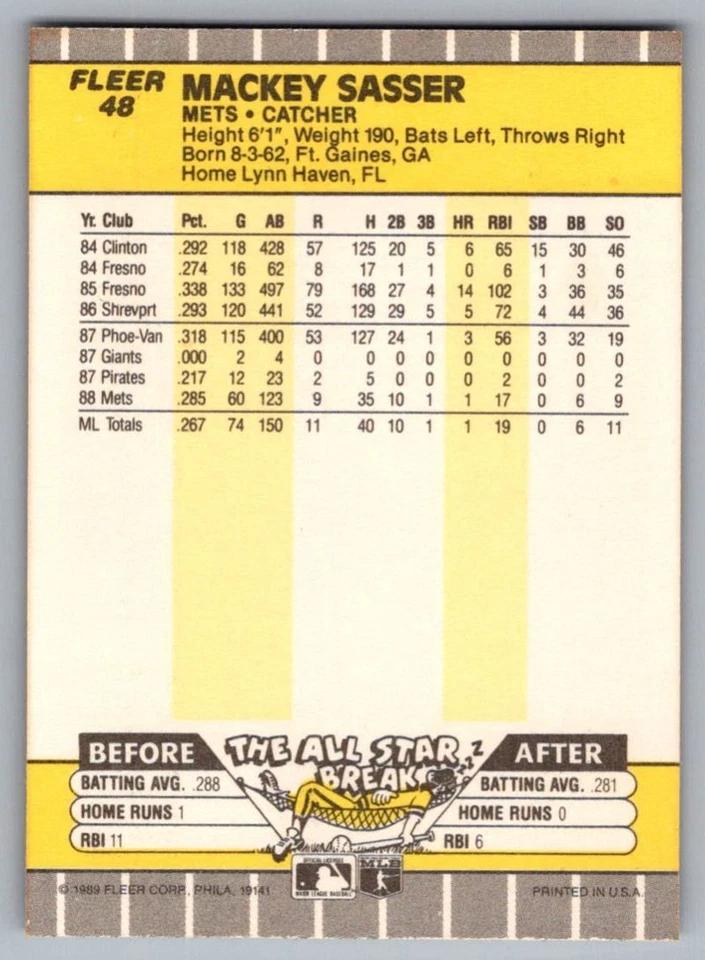 FLEER
48
MACKEY SASSER
METS • CATCHER
Height 6'1", Weight 190, Bats Left, Throws Right
Born 8-3-62, Ft. Gaines, GA
Home Lynn Haven, FL
Yr. Club Pct. G AB R H 2B 3B HR RBI SB BB SO
84 Clinton .292 118 428 57 125 20 5 6 65 15 30 46
84 Fresno .274 16 62 8 17 1 1 0 6 1 3 6
85 Fresno .338 133 497 79 168 27 4 14 102 3 36 35
86 Shrevprt .293 120 441 52 129 29 5 5 72 4 44 36
87 Phoe-Van .318 115 400 53 127 24 1 3 56 3 32 19
87 Giants .000 2 4 0 0 0 0 0 0 0 0 0
87 Pirates .217 12 23 2 5 0 0 0 2 0 0 2
88 Mets .285 60 123 9 35 10 1 1 17 0 6 9
ML Totals .267 74 150 11 40 10 1 1 19 0 6 11
BEFORE THE ALL STAR BREAK ZZZ AFTER
BATTING AVG. .288 BATTING AVG. .281
HOME RUNS 1 HOME RUNS 0
RBI 11 RBI 6
OFFICIAL LICENSEE
MLB
MAJOR LEAGUE BASEBALL
© 1989 FLEER CORP., PHILA. 19141 PRINTED IN U.S.A.